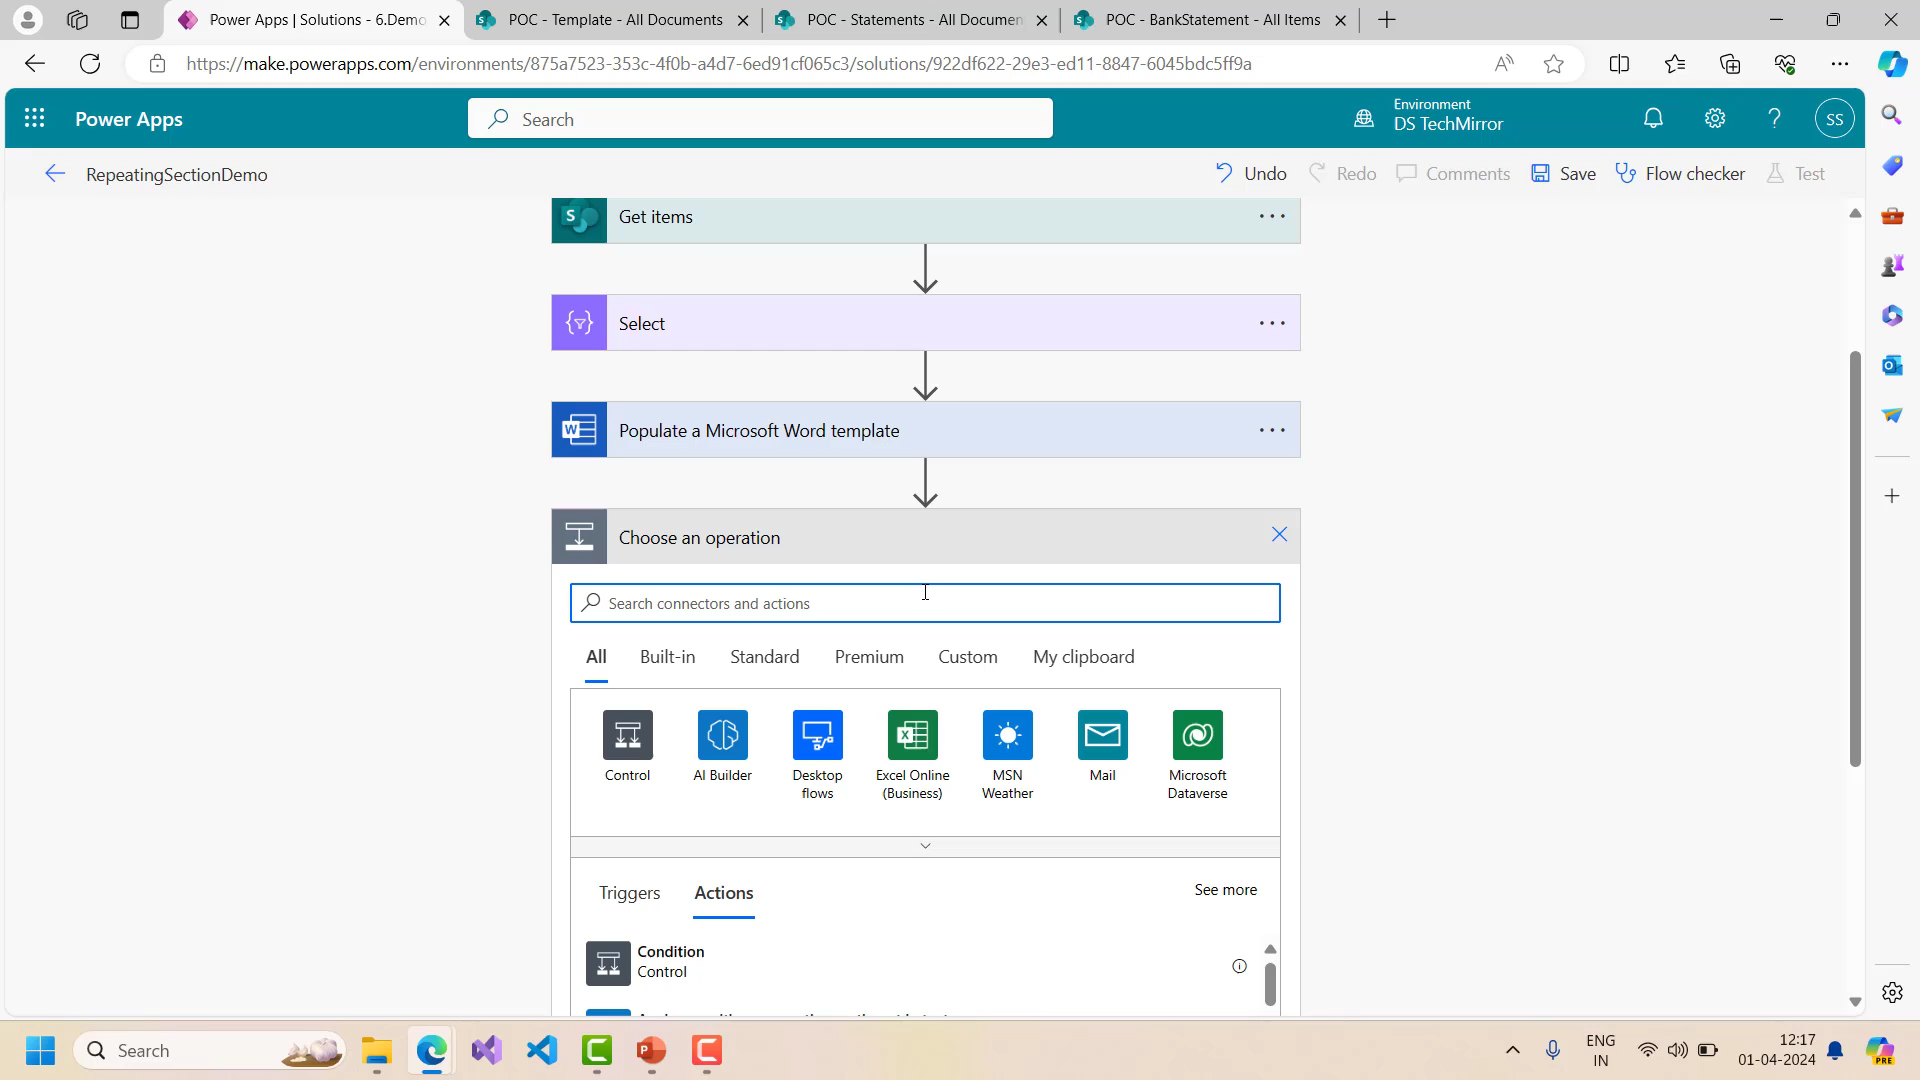 Power Apps | Solutions - 6.Demo
POC - Template - All Documents
POC - Statements - All Documen
POC - BankStatement - All Items
https://make.powerapps.com/environments/875a7523-353c-4f0b-a4d7-6ed91cf065c3/solutions/922df622-29e3-ed11-8847-6045bdc5ff9a
Power Apps
Search
Environment
DS TechMirror
SS
RepeatingSectionDemo
Undo
Redo
Comments
Save
Flow checker
Test
Get items
Select
Populate a Microsoft Word template
Choose an operation
Search connectors and actions
All
Built-in
Standard
Premium
Custom
My clipboard
Control
AI Builder
Desktop
flows
Excel Online
(Business)
MSN
Weather
Mail
Microsoft
Dataverse
Triggers
Actions
See more
Condition
Control
Search
ENG
IN
12:17
01-04-2024
PRE